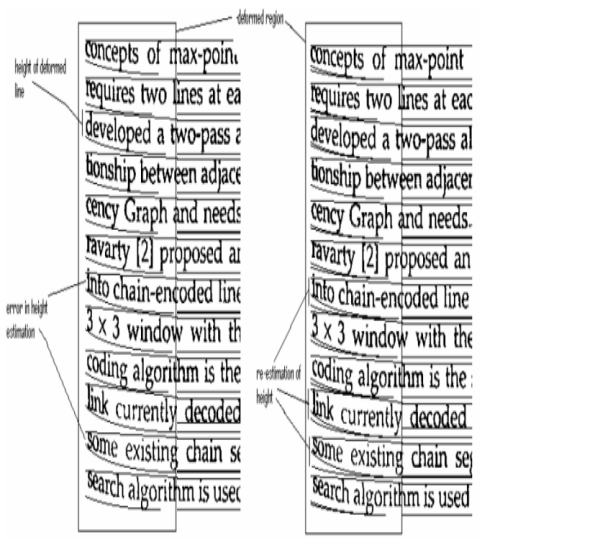 deformed region
height of deformed
line
error in height
estimation
concepts of max-point
requires two lines at ea
developed a two-pass a
tionship between adjace
cency Graph and needs
ravarty [2] proposed an
into chain-encoded line
3 x 3 window with th
coding algorithm is the
link currently decoded
some existing chain se
search algorithm is used
re-estimation of
height
concepts of max-point
requires two lines at eac
developed a two-pass al
tionship between adjacen
cency Graph and needs.
ravarty [2] proposed an
into chain-encoded line
3 x 3 window with the
coding algorithm is the
link currently decoded
some existing chain seg
search algorithm is used